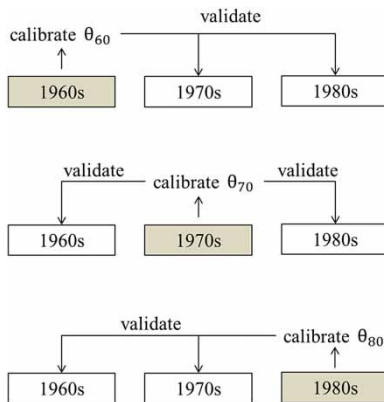 validate
calibrate θ60
1960s 1970s 1980s
validate calibrate θ70 validate
1960s 1970s 1980s
validate
calibrate θ80
1960s 1970s 1980s